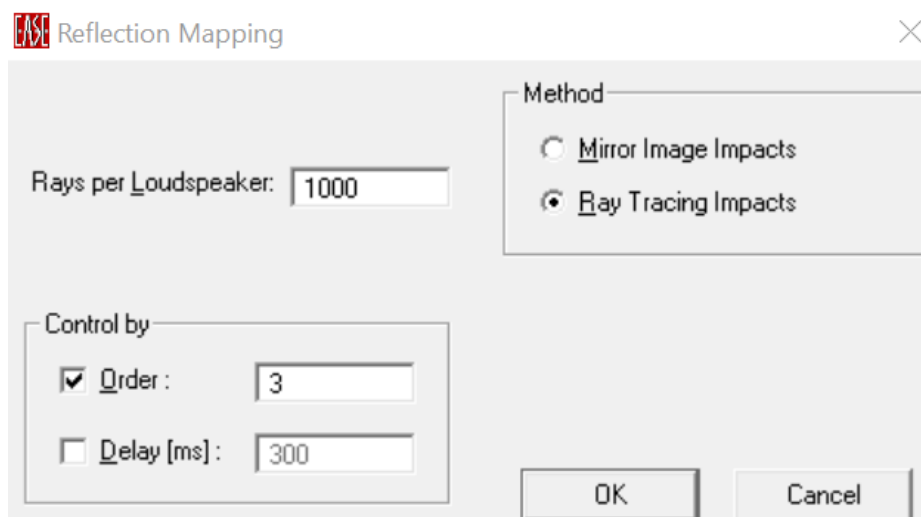 EASE Reflection Mapping
Method
Mirror Image Impacts
Rays per Loudspeaker: 1000
Ray Tracing Impacts
Control by
Order : 3
Delay [ms] : 300
OK Cancel